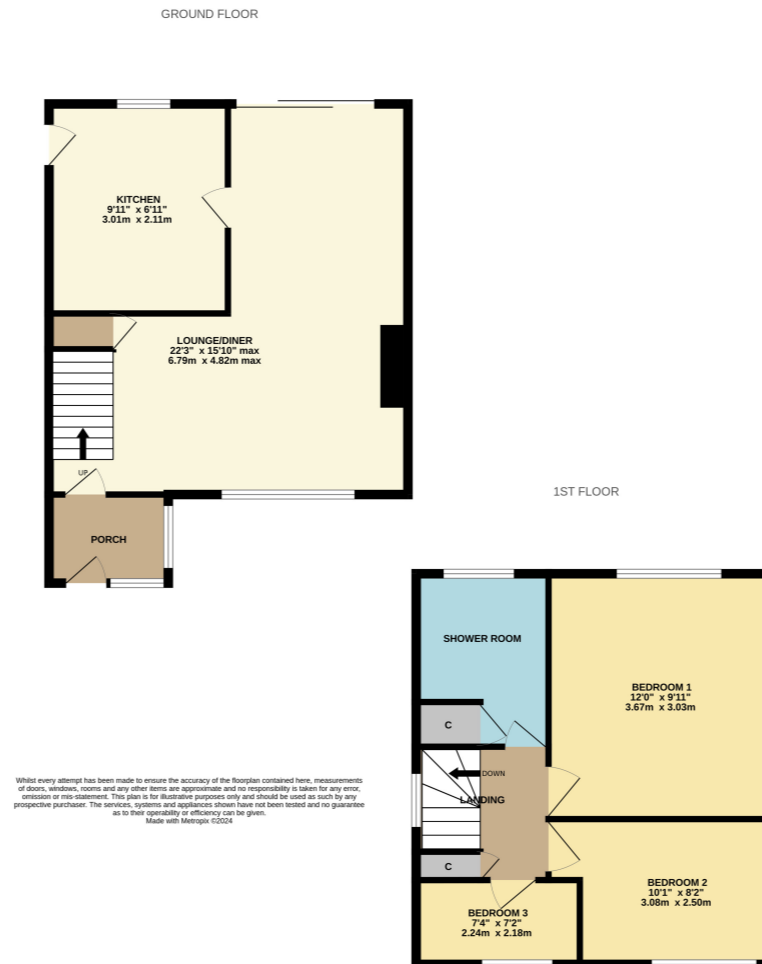 GROUND FLOOR
KITCHEN
9'11" x 6'11"
3.01m x 2.11m
LOUNGE/DINER
22'3" x 15'10" max
6.79m x 4.82m max
UP
PORCH
1ST FLOOR
SHOWER ROOM
BEDROOM 1
12'0" x 9'11"
3.67m x 3.03m
C
DOWN
LANDING
C
BEDROOM 2
10'1" x 8'2"
3.08m x 2.50m
BEDROOM 3
7'4" x 7'2"
2.24m x 2.18m
Whilst every attempt has been made to ensure the accuracy of the floorplan contained here, measurements
of doors, windows, rooms and any other items are approximate and no responsibility is taken for any error,
omission or mis-statement. This plan is for illustrative purposes only and should be used as such by any
prospective purchaser. The services, systems and appliances shown have not been tested and no guarantee
as to their operability or efficiency can be given.
Made with Metropix ©2024